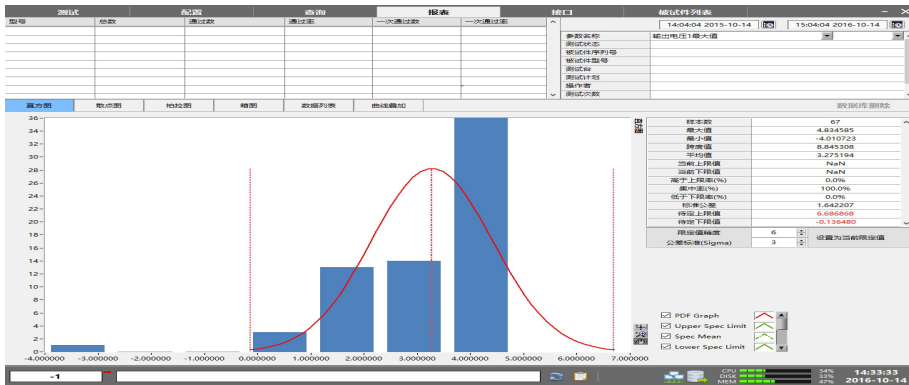 测试 配置 查询 报表 接口 被试件列表
型号 总数 通过数 通过率 一次通过数 一次通过率
14:04:04 2015-10-14 15:04:04 2016-10-14
参数名称 输出电压1最大值
测试状态
被试件序列号
被试件型号
测试台
测试计划
操作者
测试次数
直方图 散点图 柏拉图 箱图 数据列表 曲线叠加 数据库删除
样本数 67
最大值 4.834585
最小值 -4.010723
跨度值 8.845308
平均值 3.275194
当前上限值 NaN
当前下限值 NaN
高于上限率(%) 0.0%
集中率(%) 100.0%
低于下限率(%) 0.0%
标准公差 1.642207
待定上限值 6.686868
待定下限值 -0.136480
限定值精度 6
公差标准(Sigma) 3
设置为当前限定值
36
34
32
30
28
26
24
22
20
18
16
14
12
10
8
6
4
2
0
-4.000000 -3.000000 -2.000000 -1.000000 0.000000 1.000000 2.000000 3.000000 4.000000 5.000000 6.000000 7.000000
PDF Graph
Upper Spec Limit
Spec Mean
Lower Spec Limit
-1
CPU 34%
DISK 33%
MEM 47%
14:33:33
2016-10-14